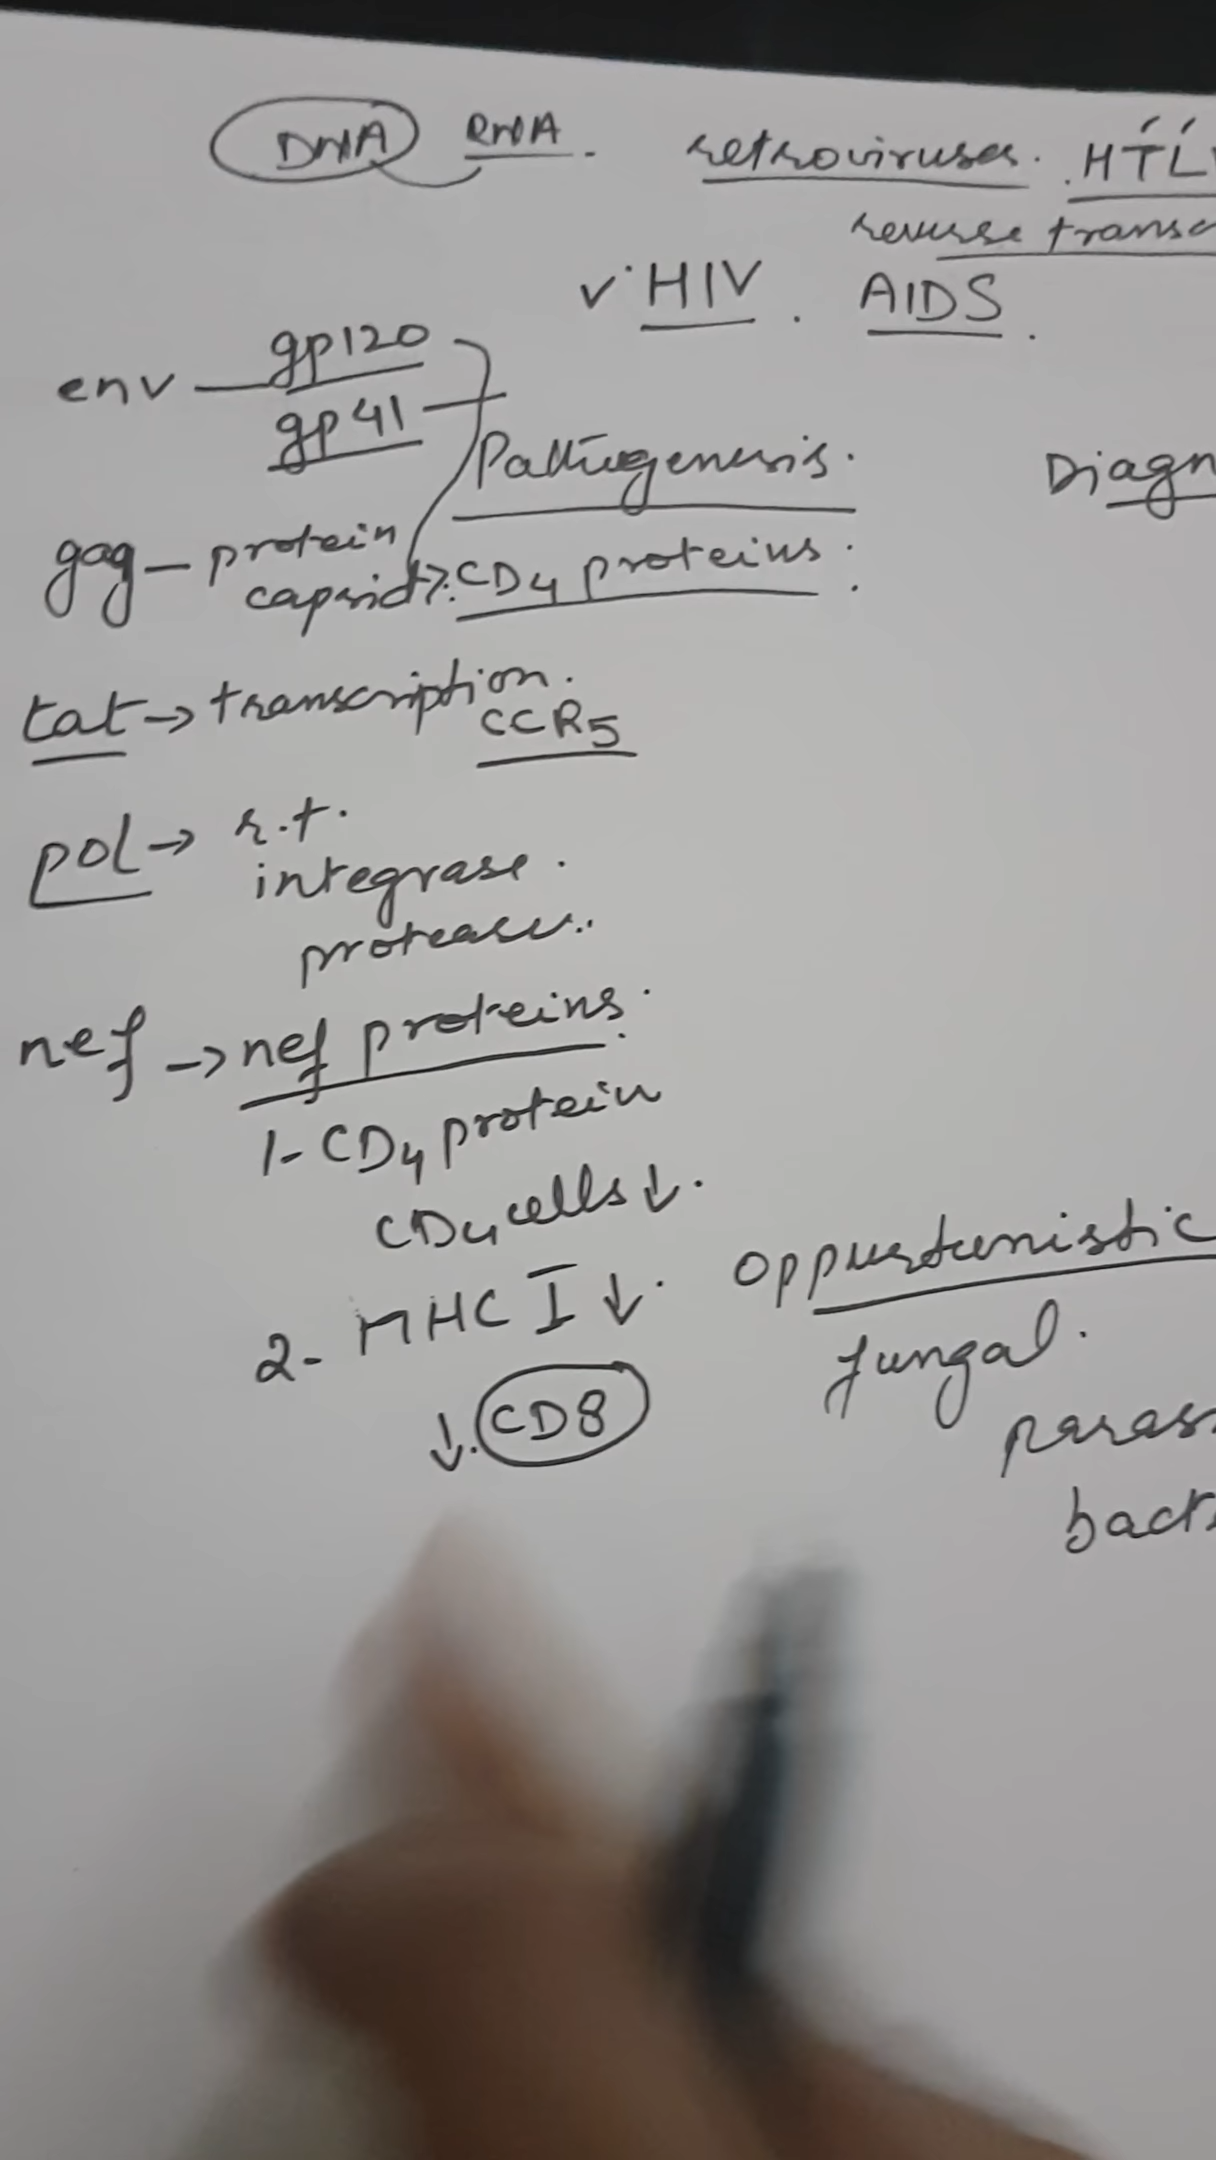 DNA RNA. retroviruses. HTL
reverse transc
✓ HIV. AIDS.
env — gp120
gp41
Pathogenesis.
Diagn
gag — protein
capsid
CD4 proteins.
tat → transcription.
CCR5
pol → r.t.
integrase.
protease..
nef → nef proteins.
1- CD4 protein
CD4 cells ↓.
2- MHC I ↓.
↓. CD8
oppurtunistic
fungal.
paras
bact